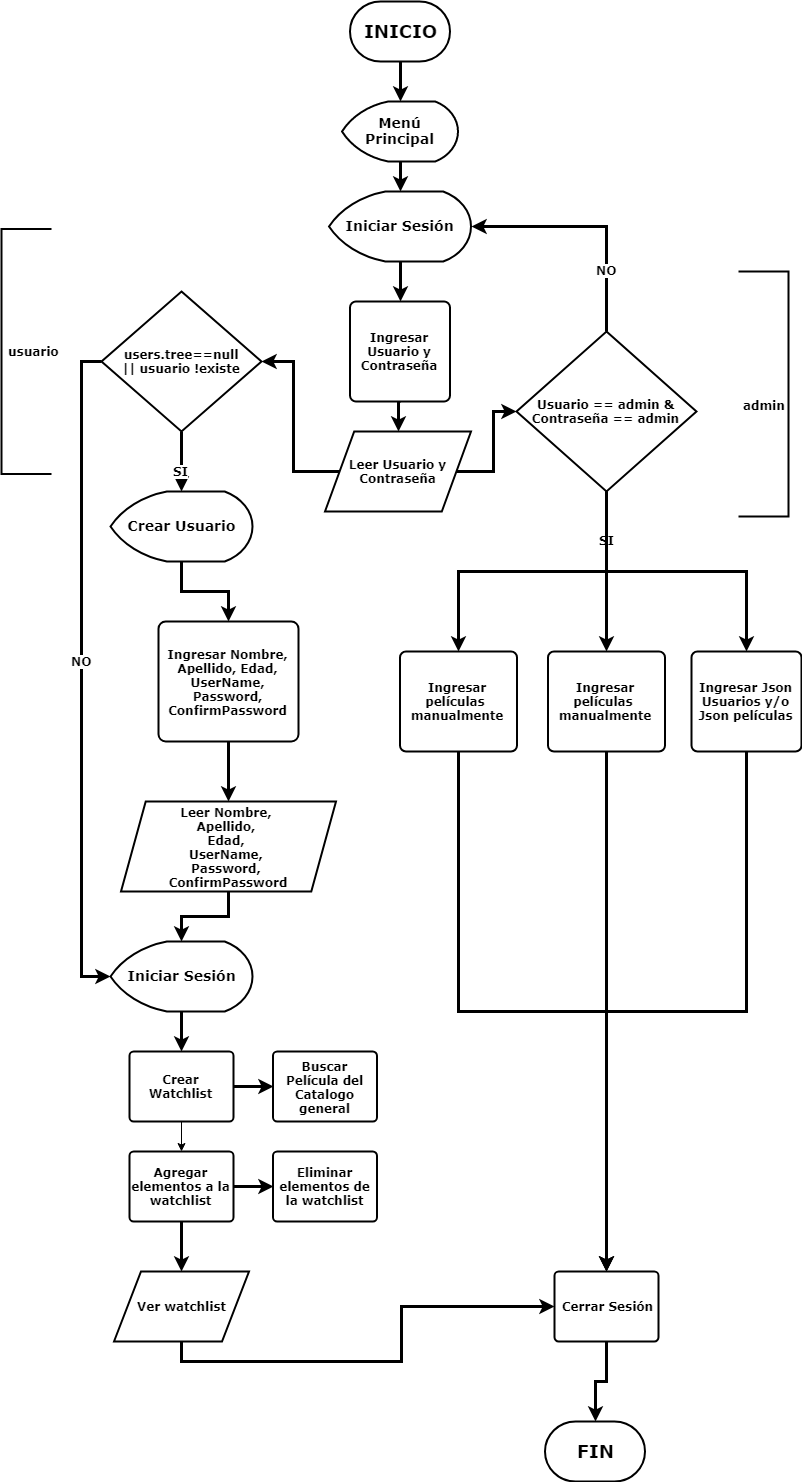 INICIO
Menú
Principal
Iniciar Sesión
NO
Ingresar
Usuario y
Contraseña
usuario
users.tree==null
|| usuario !existe
Usuario == admin &
Contraseña == admin
admin
Leer Usuario y
Contraseña
SI
Crear Usuario
SI
Ingresar Nombre,
Apellido, Edad,
UserName,
Password,
ConfirmPassword
NO
Ingresar
películas
manualmente
Ingresar
películas
manualmente
Ingresar Json
Usuarios y/o
Json películas
Leer Nombre,
Apellido,
Edad,
UserName,
Password,
ConfirmPassword
Iniciar Sesión
Crear
Watchlist
Buscar
Película del
Catalogo
general
Agregar
elementos a la
watchlist
Eliminar
elementos de
la watchlist
Ver watchlist
Cerrar Sesión
FIN